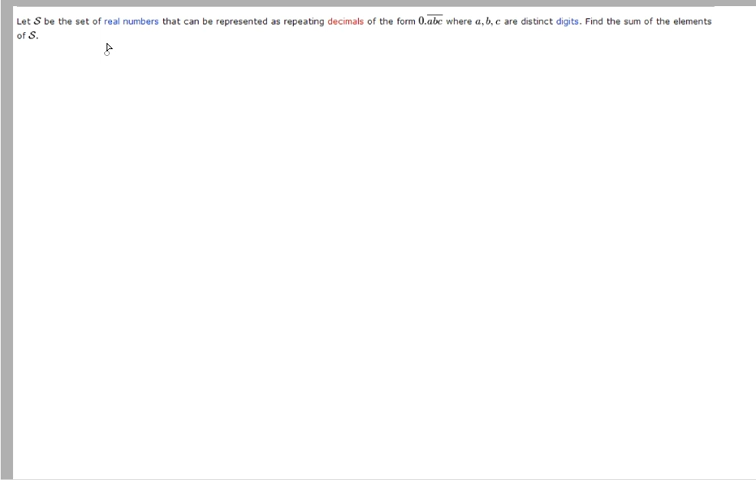 Let 𝒮 be the set of real numbers that can be represented as repeating decimals of the form $0.\overline{abc}$ where $a, b, c$ are distinct digits. Find the sum of the elements
of 𝒮.